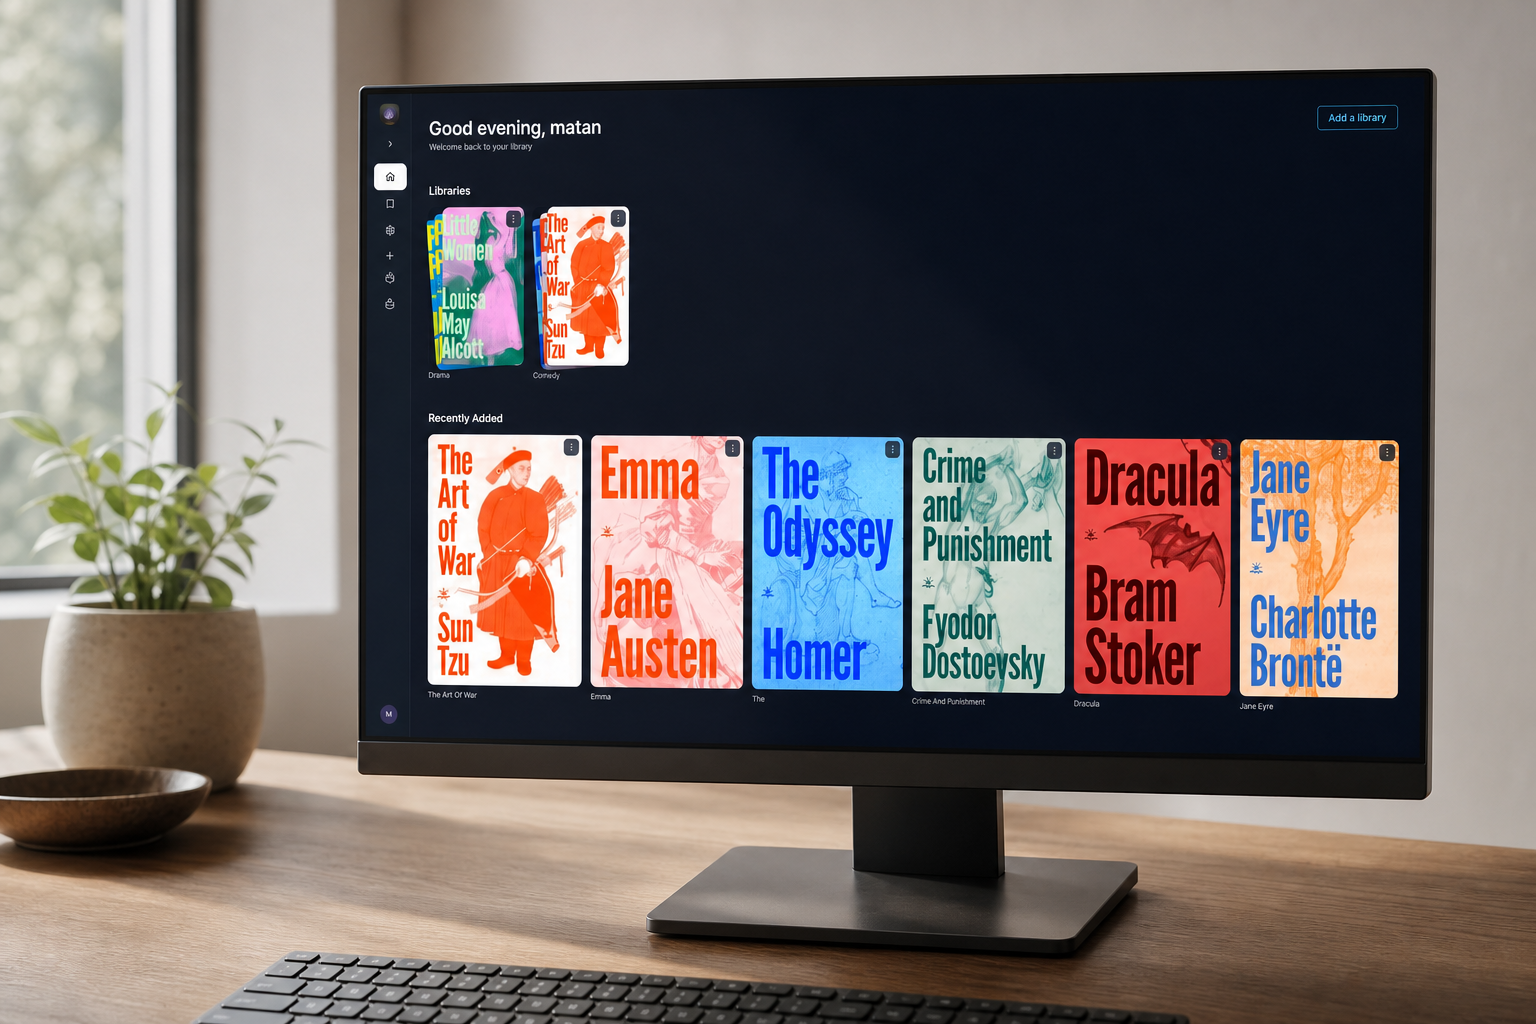 Good evening, matan
Welcome back to your library
Add a library
Libraries
Little
Women
Louisa
May
Alcott
Drama
The
Art
of
War
Sun
Tzu
Comedy
Recently Added
The
Art
of
War
Sun
Tzu
The Art Of War
Emma
Jane
Austen
Emma
The
Odyssey
Homer
The
Crime
and
Punishment
Fyodor
Dostoevsky
Crime And Punishment
Dracula
Bram
Stoker
Dracula
Jane
Eyre
Charlotte
Brontë
Jane Eyre
M